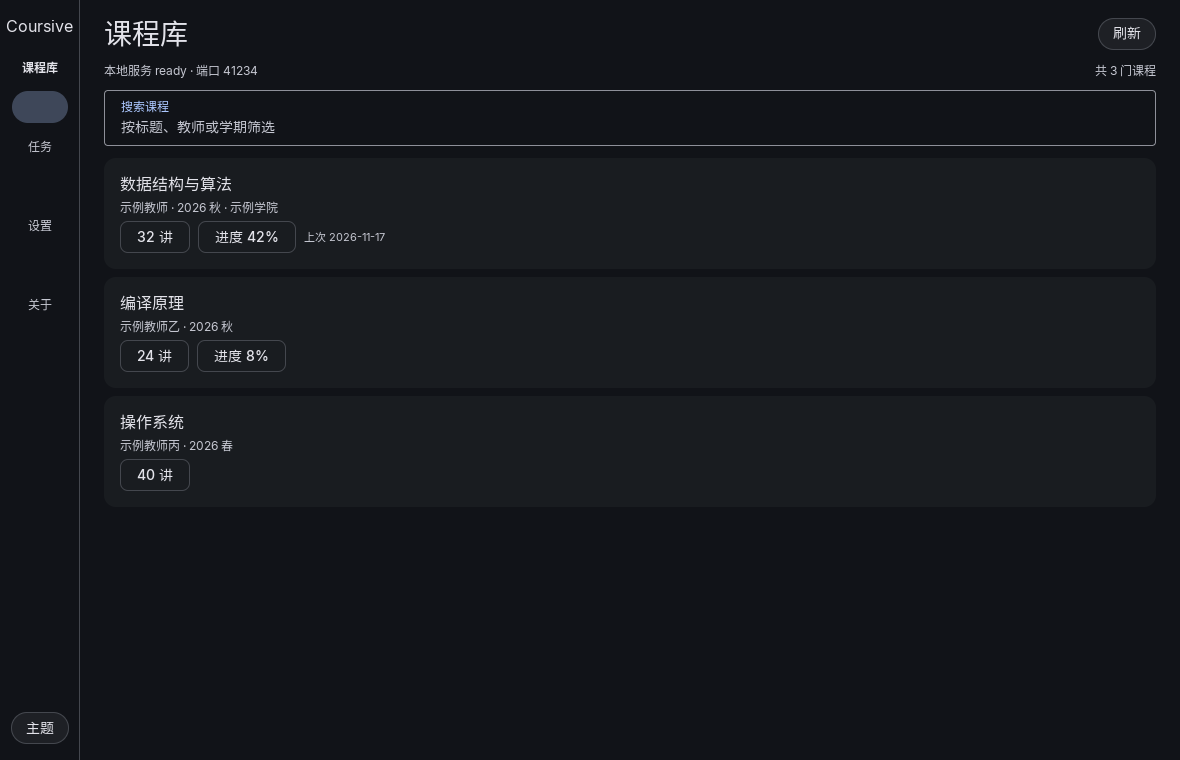 Coursive
课程库
任务
设置
关于
主题
课程库
刷新
本地服务 ready · 端口 41234
共 3 门课程
搜索课程
按标题、教师或学期筛选
数据结构与算法
示例教师 · 2026 秋 · 示例学院
32 讲
进度 42%
上次 2026-11-17
编译原理
示例教师乙 · 2026 秋
24 讲
进度 8%
操作系统
示例教师丙 · 2026 春
40 讲